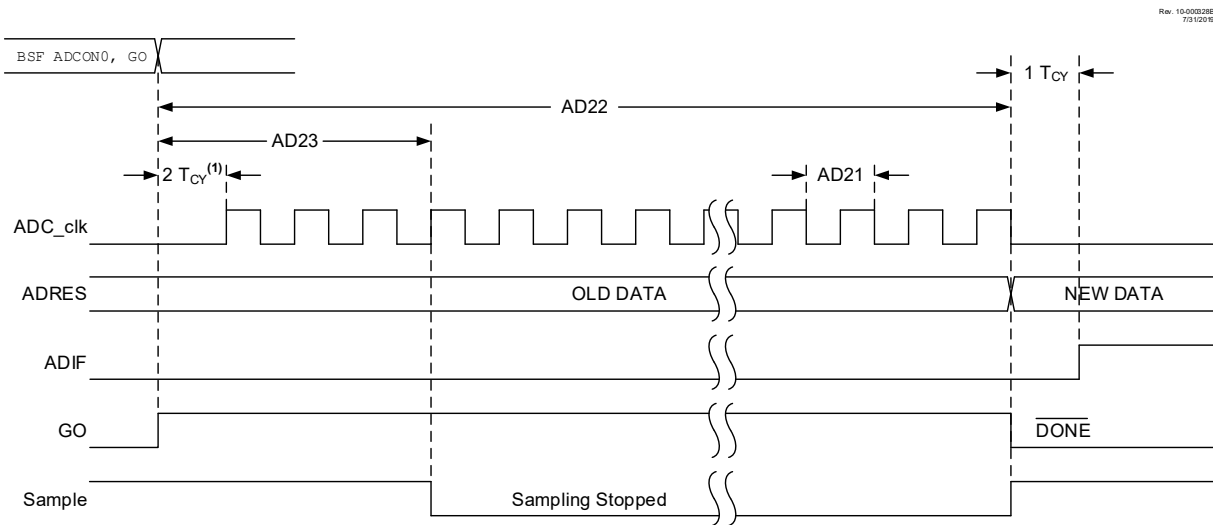 Rev. 10-000328B
7/31/2019
BSF ADCON0, GO
1 TCY
AD22
AD23
2 TCY(1)
AD21
ADC_clk
ADRES
OLD DATA
NEW DATA
ADIF
GO
DONE
Sample
Sampling Stopped